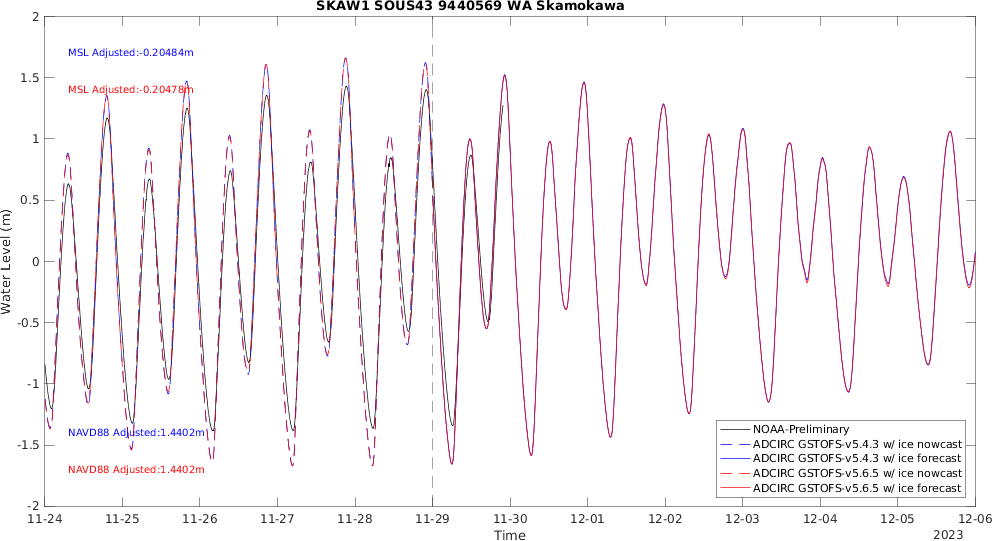 SKAW1 SOUS43 9440569 WA Skamokawa
2
1.5
1
0.5
0
-0.5
-1
-1.5
-2
Water Level (m)
MSL Adjusted:-0.20484m
MSL Adjusted:-0.20478m
NAVD88 Adjusted:1.4402m
NAVD88 Adjusted:1.4402m
NOAA-Preliminary
ADCIRC GSTOFS-v5.4.3 w/ ice nowcast
ADCIRC GSTOFS-v5.4.3 w/ ice forecast
ADCIRC GSTOFS-v5.6.5 w/ ice nowcast
ADCIRC GSTOFS-v5.6.5 w/ ice forecast
11-24 11-25 11-26 11-27 11-28 11-29 11-30 12-01 12-02 12-03 12-04 12-05 12-06
Time
2023